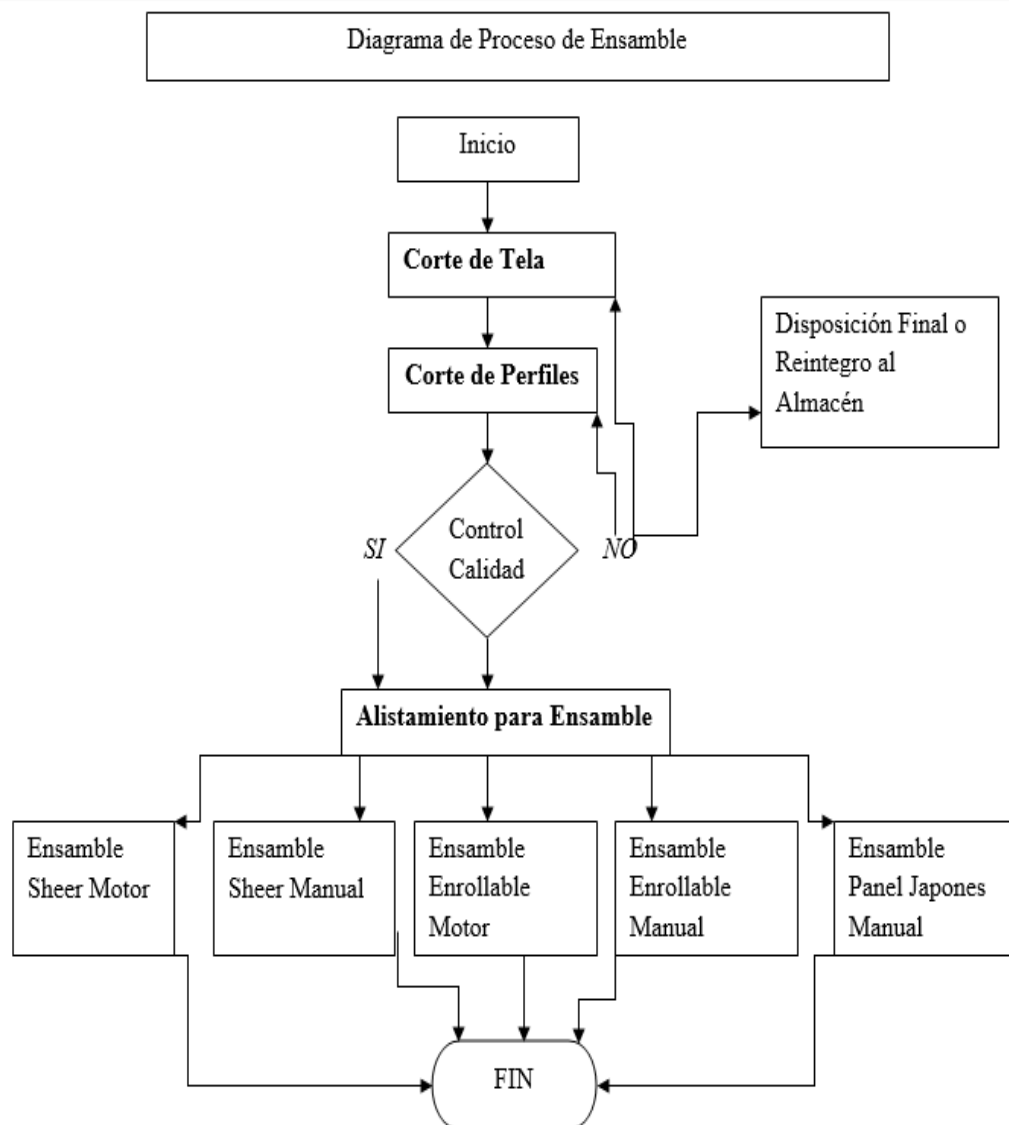 Diagrama de Proceso de Ensamble
Inicio
Corte de Tela
Disposición Final o
Reintegro al
Almacén
Corte de Perfiles
Control
Calidad
SI
NO
Alistamiento para Ensamble
Ensamble
Sheer Motor
Ensamble
Sheer Manual
Ensamble
Enrollable
Motor
Ensamble
Enrollable
Manual
Ensamble
Panel Japones
Manual
FIN